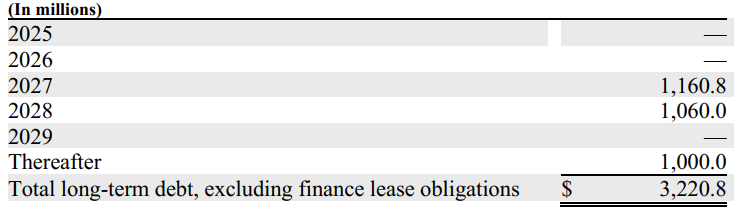 (In millions)
2025 —
2026 —
2027 1,160.8
2028 1,060.0
2029 —
Thereafter 1,000.0
Total long-term debt, excluding finance lease obligations $ 3,220.8